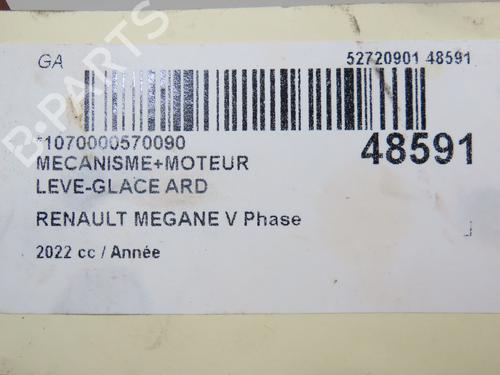 GA
52720901 48591
*1070000570090
48591
MECANISME+MOTEUR
LEVE-GLACE ARD
RENAULT MEGANE V Phase
2022 cc / Année
B-PARTS